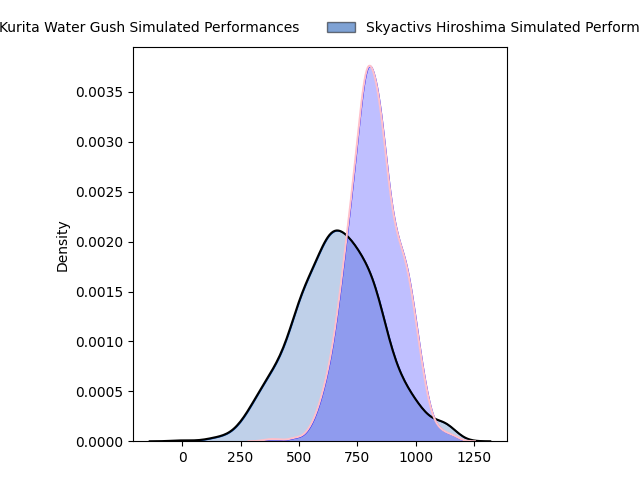 Kurita Water Gush Simulated Performances
Skyactivs Hiroshima Simulated Perform
Density
0.0035
0.0030
0.0025
0.0020
0.0015
0.0010
0.0005
0.0000
0 250 500 750 1000 1250